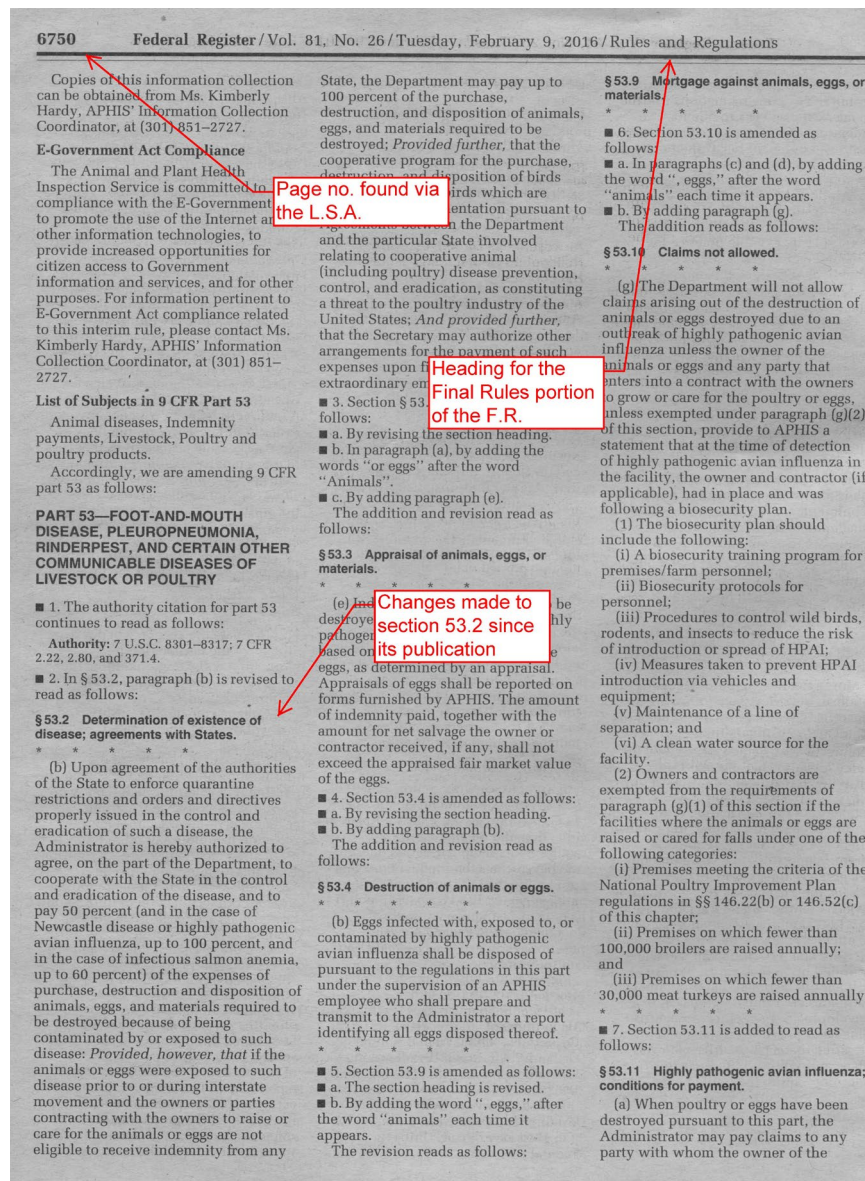 6750 Federal Register / Vol. 81, No. 26 / Tuesday, February 9, 2016 / Rules and Regulations
Copies of this information collection
can be obtained from Ms. Kimberly
Hardy, APHIS' Information Collection
Coordinator, at (301) 851–2727.
E-Government Act Compliance
The Animal and Plant Health
Inspection Service is committed to
compliance with the E-Government
to promote the use of the Internet and
other information technologies, to
provide increased opportunities for
citizen access to Government
information and services, and for other
purposes. For information pertinent to
E-Government Act compliance related
to this interim rule, please contact Ms.
Kimberly Hardy, APHIS' Information
Collection Coordinator, at (301) 851–
2727.
List of Subjects in 9 CFR Part 53
Animal diseases, Indemnity
payments, Livestock, Poultry and
poultry products.
Accordingly, we are amending 9 CFR
part 53 as follows:
PART 53—FOOT-AND-MOUTH
DISEASE, PLEUROPNEUMONIA,
RINDERPEST, AND CERTAIN OTHER
COMMUNICABLE DISEASES OF
LIVESTOCK OR POULTRY
■ 1. The authority citation for part 53
continues to read as follows:
Authority: 7 U.S.C. 8301–8317; 7 CFR
2.22, 2.80, and 371.4.
■ 2. In § 53.2, paragraph (b) is revised to
read as follows:
§ 53.2 Determination of existence of
disease; agreements with States.
* * * * *
(b) Upon agreement of the authorities
of the State to enforce quarantine
restrictions and orders and directives
properly issued in the control and
eradication of such a disease, the
Administrator is hereby authorized to
agree, on the part of the Department, to
cooperate with the State in the control
and eradication of the disease, and to
pay 50 percent (and in the case of
Newcastle disease or highly pathogenic
avian influenza, up to 100 percent, and
in the case of infectious salmon anemia,
up to 60 percent) of the expenses of
purchase, destruction and disposition of
animals, eggs, and materials required to
be destroyed because of being
contaminated by or exposed to such
disease: Provided, however, that if the
animals or eggs were exposed to such
disease prior to or during interstate
movement and the owners or parties
contracting with the owners to raise or
care for the animals or eggs are not
eligible to receive indemnity from any
State, the Department may pay up to
100 percent of the purchase,
destruction, and disposition of animals,
eggs, and materials required to be
destroyed; Provided further, that the
cooperative program for the purchase,
destruction, and disposition of birds
birds which are
pursuant to
Agreements between the Department
and the particular State involved
relating to cooperative animal
(including poultry) disease prevention,
control, and eradication, as constituting
a threat to the poultry industry of the
United States; And provided further,
that the Secretary may authorize other
arrangements for the payment of such
expenses upon
extraordinary
■ 3. Section § 53.
follows:
■ a. By revising the section heading.
■ b. In paragraph (a), by adding the
words "or eggs" after the word
"Animals".
■ c. By adding paragraph (e).
The addition and revision read as
follows:
§ 53.3 Appraisal of animals, eggs, or
materials.
* * * * *
(e) be
based on
eggs, as determined by an appraisal.
Appraisals of eggs shall be reported on
forms furnished by APHIS. The amount
of indemnity paid, together with the
amount for net salvage the owner or
contractor received, if any, shall not
exceed the appraised fair market value
of the eggs.
■ 4. Section 53.4 is amended as follows:
■ a. By revising the section heading.
■ b. By adding paragraph (b).
The addition and revision read as
follows:
§ 53.4 Destruction of animals or eggs.
* * * * *
(b) Eggs infected with, exposed to, or
contaminated by highly pathogenic
avian influenza shall be disposed of
pursuant to the regulations in this part
under the supervision of an APHIS
employee who shall prepare and
transmit to the Administrator a report
identifying all eggs disposed thereof.
* * * * *
■ 5. Section 53.9 is amended as follows:
■ a. The section heading is revised.
■ b. By adding the word ", eggs," after
the word "animals" each time it
appears.
The revision reads as follows:
§ 53.9 Mortgage against animals, eggs, or
materials.
* * * * *
■ 6. Section 53.10 is amended as
follows:
■ a. In paragraphs (c) and (d), by adding
the word ", eggs," after the word
"animals" each time it appears.
■ b. By adding paragraph (g).
The addition reads as follows:
§ 53.10 Claims not allowed.
* * * * *
(g) The Department will not allow
claims arising out of the destruction of
animals or eggs destroyed due to an
outbreak of highly pathogenic avian
influenza unless the owner of the
animals or eggs and any party that
enters into a contract with the owners
to grow or care for the poultry or eggs,
unless exempted under paragraph (g)(2)
of this section, provide to APHIS a
statement that at the time of detection
of highly pathogenic avian influenza in
the facility, the owner and contractor (if
applicable), had in place and was
following a biosecurity plan.
(1) The biosecurity plan should
include the following:
(i) A biosecurity training program for
premises/farm personnel;
(ii) Biosecurity protocols for
personnel;
(iii) Procedures to control wild birds,
rodents, and insects to reduce the risk
of introduction or spread of HPAI;
(iv) Measures taken to prevent HPAI
introduction via vehicles and
equipment;
(v) Maintenance of a line of
separation; and
(vi) A clean water source for the
facility.
(2) Owners and contractors are
exempted from the requirements of
paragraph (g)(1) of this section if the
facilities where the animals or eggs are
raised or cared for falls under one of the
following categories:
(i) Premises meeting the criteria of the
National Poultry Improvement Plan
regulations in §§ 146.22(b) or 146.52(c)
of this chapter;
(ii) Premises on which fewer than
100,000 broilers are raised annually;
and
(iii) Premises on which fewer than
30,000 meat turkeys are raised annually
* * * * *
■ 7. Section 53.11 is added to read as
follows:
§ 53.11 Highly pathogenic avian influenza;
conditions for payment.
(a) When poultry or eggs have been
destroyed pursuant to this part, the
Administrator may pay claims to any
party with whom the owner of the
Page no. found via
the L.S.A.
Heading for the
Final Rules portion
of the F.R.
Changes made to
section 53.2 since
its publication